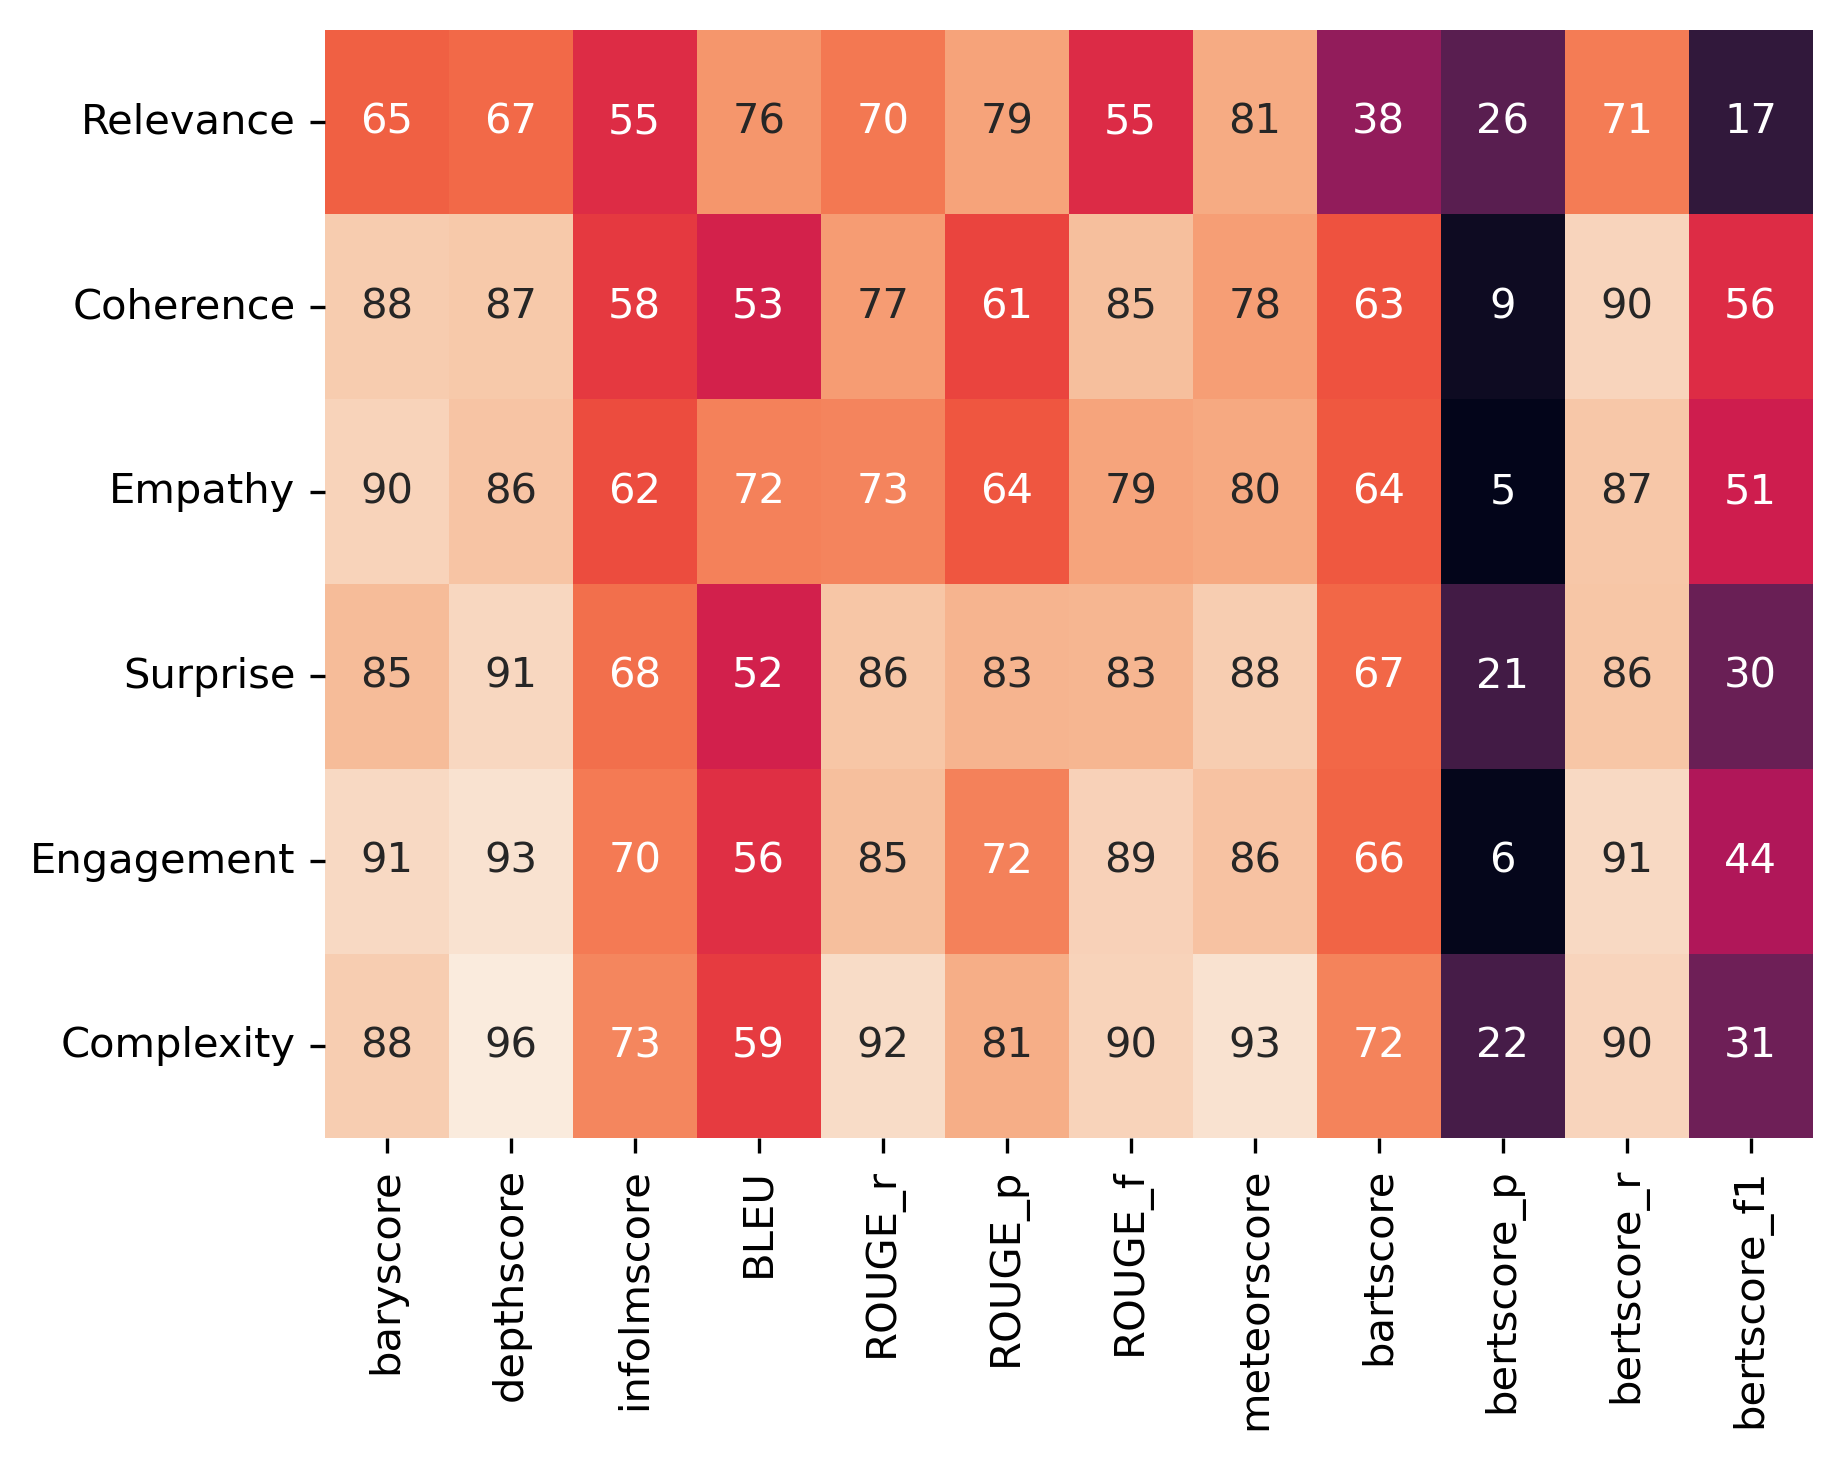 Relevance 65 67 55 76 70 79 55 81 38 26 71 17
Coherence 88 87 58 53 77 61 85 78 63 9 90 56
Empathy 90 86 62 72 73 64 79 80 64 5 87 51
Surprise 85 91 68 52 86 83 83 88 67 21 86 30
Engagement 91 93 70 56 85 72 89 86 66 6 91 44
Complexity 88 96 73 59 92 81 90 93 72 22 90 31
baryscore
depthscore
infolmscore
BLEU
ROUGE_r
ROUGE_p
ROUGE_f
meteorscore
bartscore
bertscore_p
bertscore_r
bertscore_f1